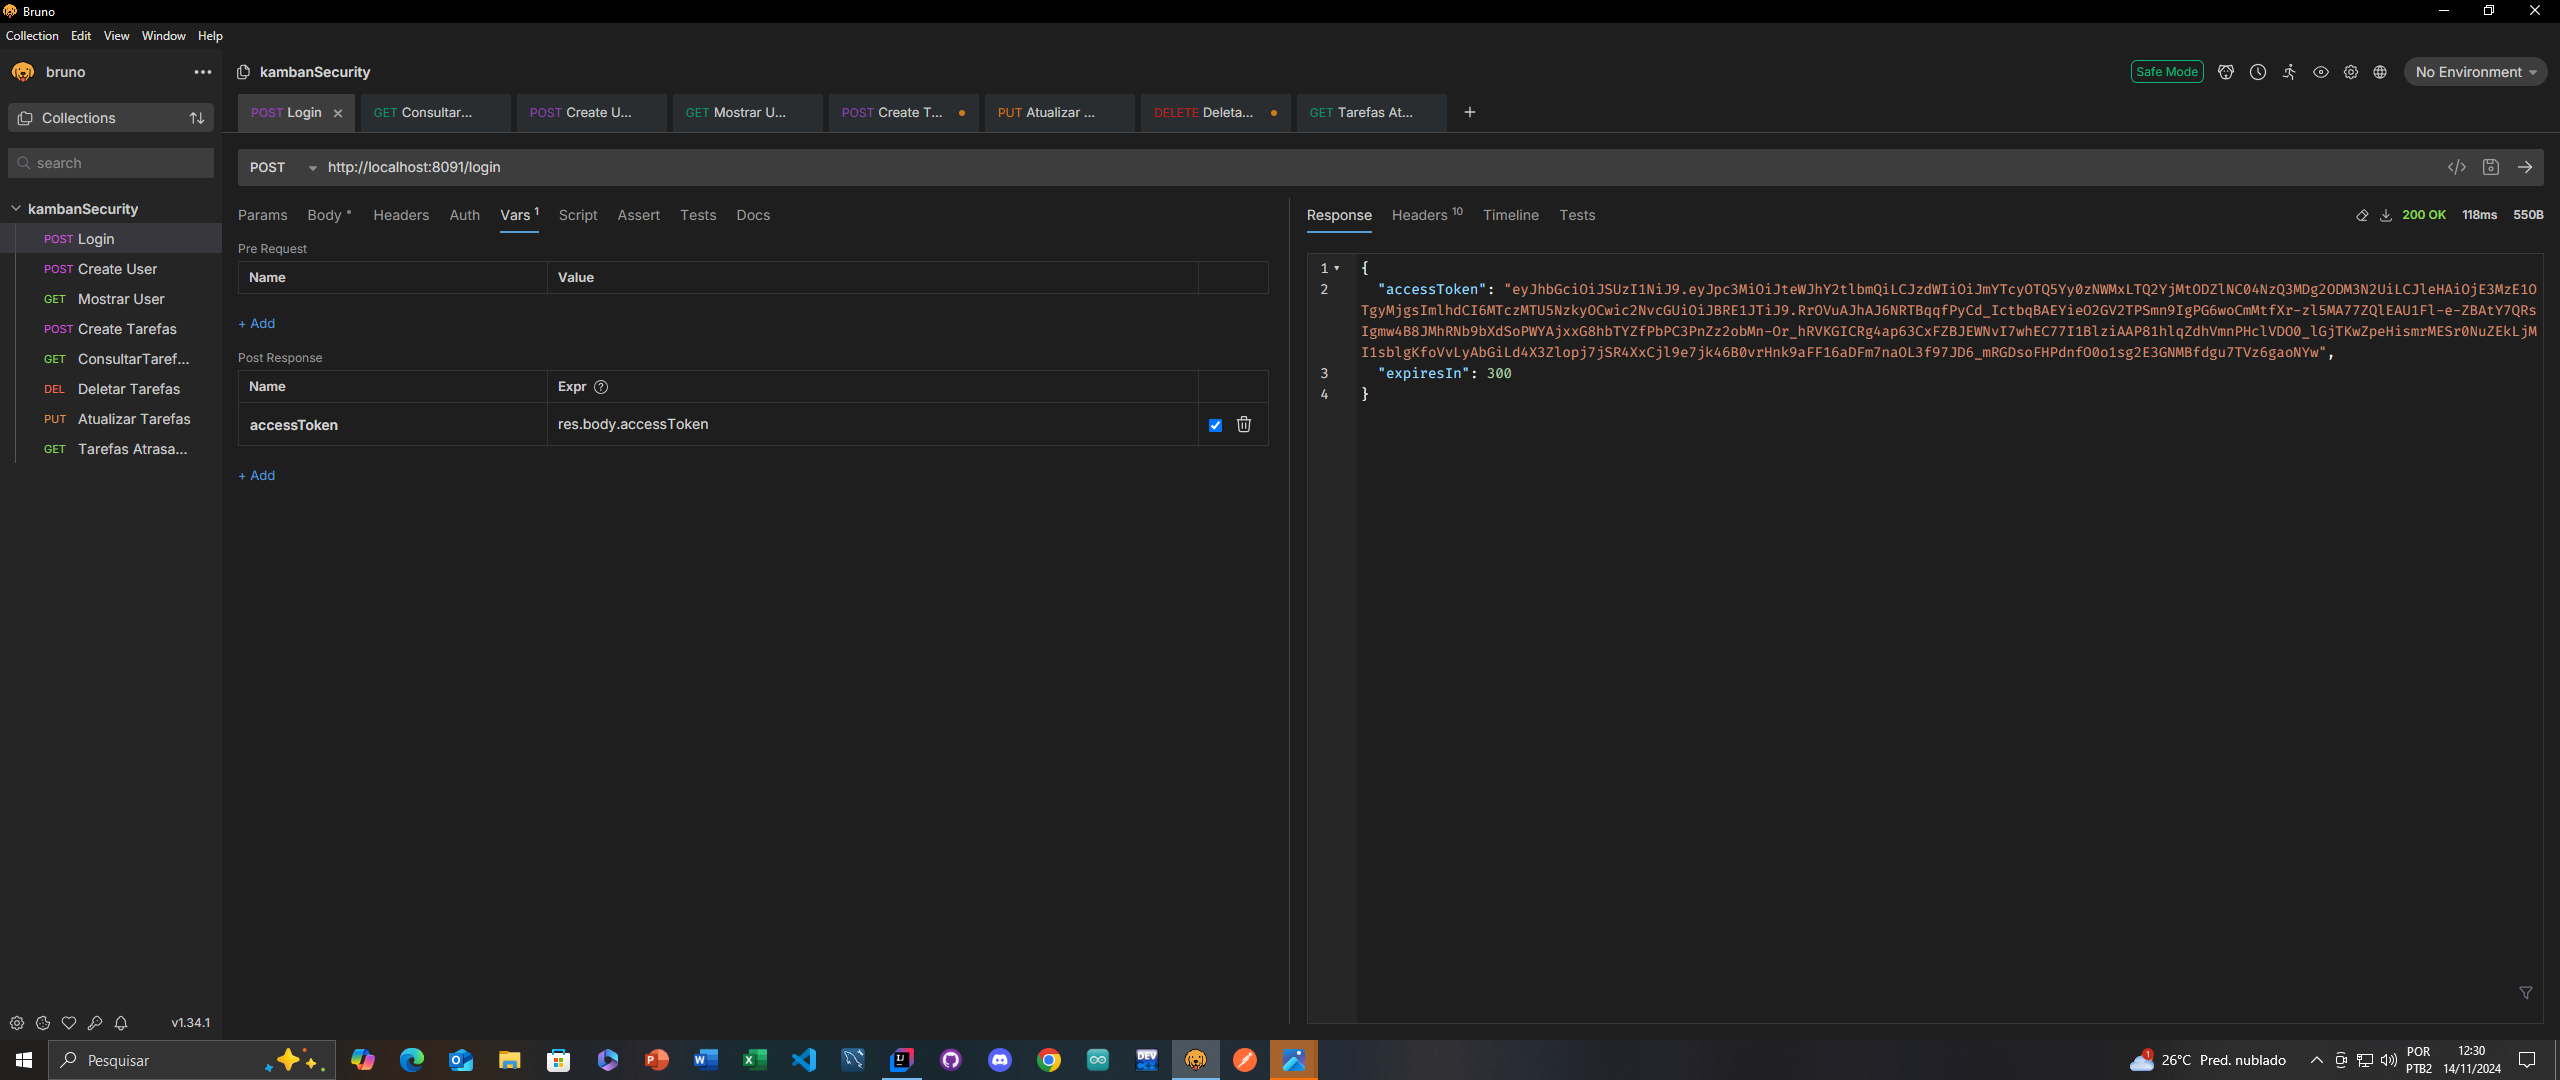 Bruno
Collection Edit View Window Help
bruno
kambanSecurity
Safe Mode
No Environment
Collections
POST Login
GET Consultar...
POST Create U...
GET Mostrar U...
POST Create T...
PUT Atualizar ...
DELETE Deleta...
GET Tarefas At...
search
POST http://localhost:8091/login
kambanSecurity
POST Login
POST Create User
GET Mostrar User
POST Create Tarefas
GET ConsultarTaref...
DEL Deletar Tarefas
PUT Atualizar Tarefas
GET Tarefas Atrasa...
Params Body Headers Auth Vars 1 Script Assert Tests Docs
Pre Request
Name Value
+ Add
Post Response
Name Expr
accessToken res.body.accessToken
+ Add
Response Headers 10 Timeline Tests
200 OK 118ms 550B
1 {
2 "accessToken": "eyJhbGciOiJSUzI1NiJ9.eyJpc3MiOiJteWJhY2tlbmQiLCJzdWIiOiJmYTcyOTQ5Yy0zNWMxLTQ2YjMtODZlNC04NzQ3MDg2ODM3N2UiLCJleHAiOjE3MzE1O
TgyMjgsImlhdCI6MTczMTU5NzkyOCwic2NvcGUiOiJBRE1JTiJ9.RrOVuAJhAJ6NRTBqqfPyCd_IctbqBAEYieO2GV2TPSmn9IgPG6woCmMtfXr-zl5MA77ZQlEAU1Fl-e-ZBAtY7QRs
Igmw4B8JMhRNb9bXdSoPWYAjxxG8hbTYZfPbPC3PnZz2obMn-Or_hRVKGICRg4ap63CxFZBJEWNvI7whEC77I1BlziAAP81hlqZdhVmnPHclVDO0_lGjTKwZpeHismrMESr0NuZEkLjM
I1sblgKfoVvLyAbGiLd4X3Zlopj7jSR4XxCjl9e7jk46B0vrHnk9aFF16aDFm7naOL3f97JD6_mRGDsoFHPdnfO0o1sg2E3GNMBfdgu7TVz6gaoNYw",
3 "expiresIn": 300
4 }
v1.34.1
Pesquisar
26°C Pred. nublado
POR
PTB2
12:30
14/11/2024